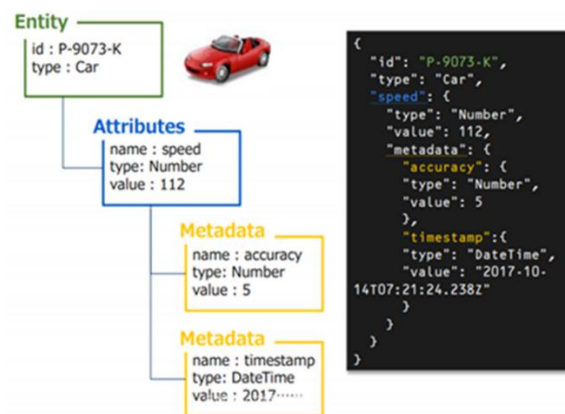 Entity
id : P-9073-K
type : Car
Attributes
name : speed
type: Number
value : 112
Metadata
name : accuracy
type: Number
value : 5
Metadata
name : timestamp
type: DateTime
value : 2017……
{
"id": "P-9073-K",
"type": "Car",
"speed": {
"type": "Number",
"value": 112,
"metadata": {
"accuracy": {
"type": "Number",
"value": 5
},
"timestamp":{
"type": "DateTime",
"value": "2017-10-
14T07:21:24.238Z"
}
}
}
}